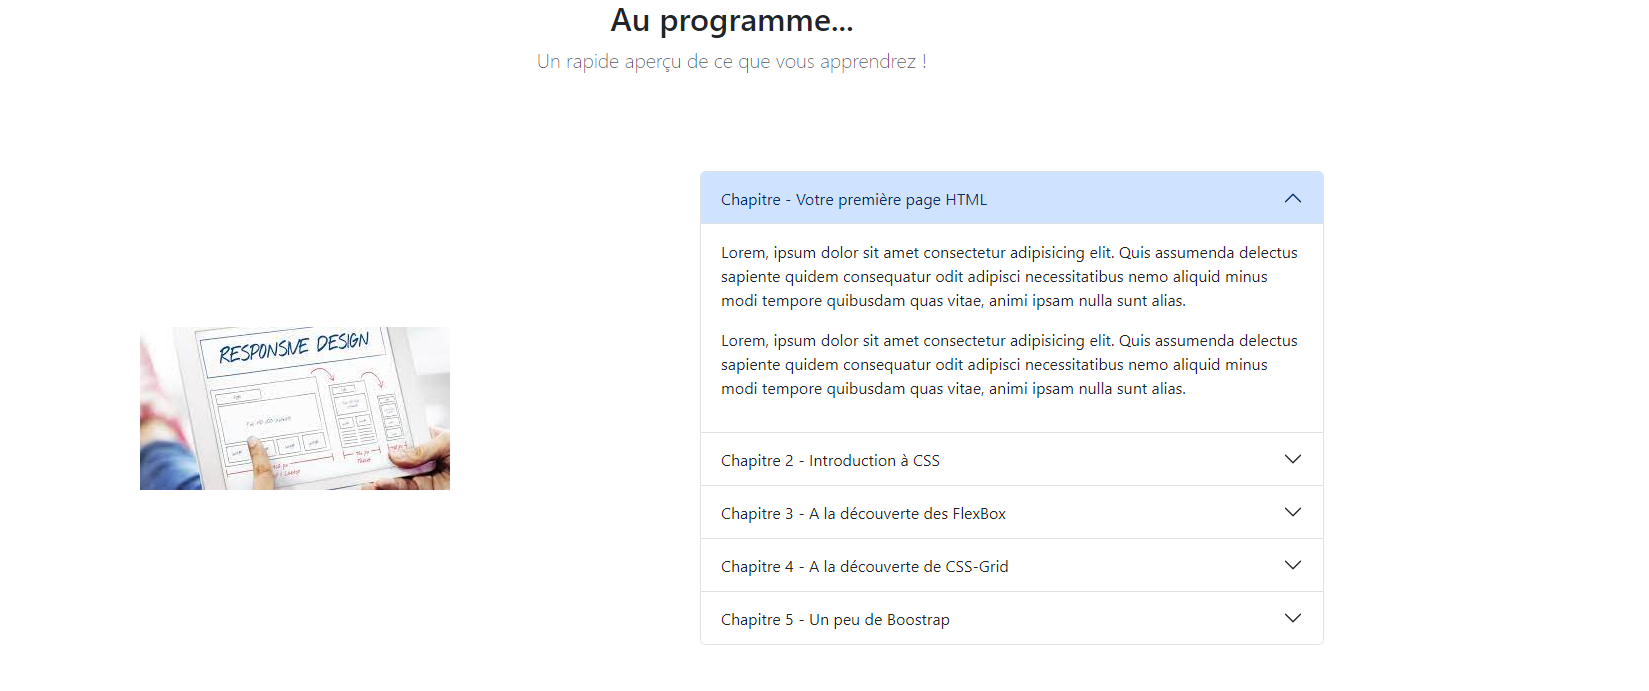 Au programme...
Un rapide aperçu de ce que vous apprendrez !
RESPONSIVE DESIGN
Chapitre - Votre première page HTML
Lorem, ipsum dolor sit amet consectetur adipisicing elit. Quis assumenda delectus
sapiente quidem consequatur odit adipisci necessitatibus nemo aliquid minus
modi tempore quibusdam quas vitae, animi ipsam nulla sunt alias.
Lorem, ipsum dolor sit amet consectetur adipisicing elit. Quis assumenda delectus
sapiente quidem consequatur odit adipisci necessitatibus nemo aliquid minus
modi tempore quibusdam quas vitae, animi ipsam nulla sunt alias.
Chapitre 2 - Introduction à CSS
Chapitre 3 - A la découverte des FlexBox
Chapitre 4 - A la découverte de CSS-Grid
Chapitre 5 - Un peu de Boostrap